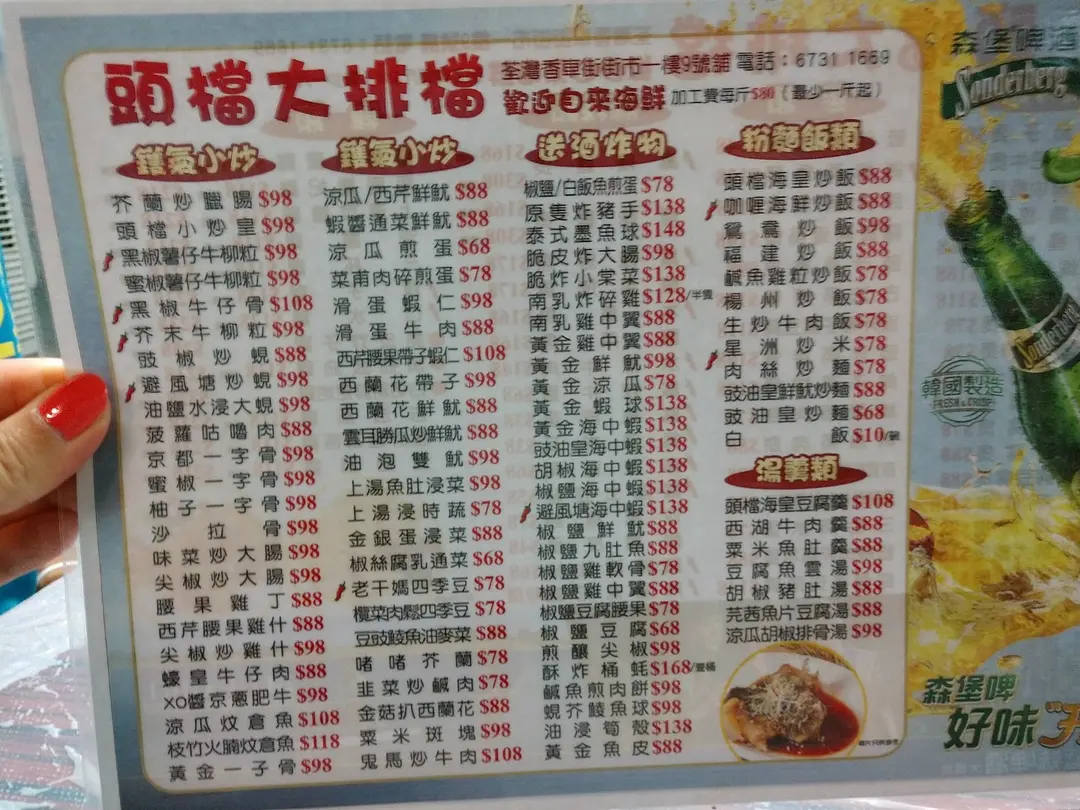 頭檔大排檔
荃灣香車街街市一樓9號舖 電話：6731 1669
歡迎自來海鮮 加工費每斤$80（最少一斤起）
鑊氣小炒
芥蘭炒臘腸$98
頭檔小炒皇$98
黑椒薯仔牛柳粒$98
蜜椒薯仔牛柳粒$98
黑椒牛仔骨$108
芥末牛柳粒$98
豉椒炒蜆$88
避風塘炒蜆$98
油鹽水浸大蜆$98
菠蘿咕嚕肉$88
京都一字骨$98
蜜椒一字骨$98
柚子一字骨$98
沙拉骨$98
味菜炒大腸$98
尖椒炒大腸$98
腰果雞丁$88
西芹腰果雞什$88
尖椒炒雞什$98
蠔皇牛仔肉$88
XO醬京蔥肥牛$98
涼瓜炆倉魚$108
枝竹火腩炆倉魚$118
黃金一子骨$98
鑊氣小炒
涼瓜/西芹鮮魷$88
蝦醬通菜鮮魷$88
涼瓜煎蛋$68
菜甫肉碎煎蛋$78
滑蛋蝦仁$98
滑蛋牛肉$88
西芹腰果帶子蝦仁$108
西蘭花帶子$98
西蘭花鮮魷$88
雲耳勝瓜炒鮮魷$88
油泡雙魷$98
上湯魚肚浸菜$98
上湯浸時蔬$78
金銀蛋浸菜$88
椒絲腐乳通菜$68
老干媽四季豆$78
欖菜肉鬆四季豆$78
豆豉鯪魚油麥菜$88
啫啫芥蘭$78
韭菜炒鹹肉$78
金菇扒西蘭花$88
粟米斑塊$98
鬼馬炒牛肉$108
送酒炸物
椒鹽/白飯魚煎蛋$78
原隻炸豬手$138
泰式墨魚球$148
脆皮炸大腸$98
脆炸小棠菜$138
南乳炸碎雞$128/半隻
南乳雞中翼$88
黃金雞中翼$88
黃金鮮魷$98
黃金涼瓜$78
黃金蝦球$138
黃金海中蝦$138
豉油皇海中蝦$138
胡椒海中蝦$138
椒鹽海中蝦$138
避風塘海中蝦$138
椒鹽鮮魷$88
椒鹽九肚魚$88
椒鹽雞軟骨$78
椒鹽雞中翼$88
椒鹽豆腐腰果$78
椒鹽豆腐$68
煎釀尖椒$98
酥炸桶蚝$168/壹桶
鹹魚煎肉餅$98
蜆芥鯪魚球$98
油浸筍殼$138
黃金魚皮$88
粉麵飯類
頭檔海皇炒飯$88
咖喱海鮮炒飯$88
鴛鴦炒飯$98
福建炒飯$88
鹹魚雞粒炒飯$78
楊州炒飯$78
生炒牛肉飯$78
星洲炒米$78
肉絲炒麵$78
豉油皇鮮魷炒麵$88
豉油皇炒麵$68
白飯$10/碗
湯羹類
頭檔海皇豆腐羹$108
西湖牛肉羹$88
粟米魚肚羹$88
豆腐魚雲湯$98
胡椒豬肚湯$88
芫茜魚片豆腐湯$88
涼瓜胡椒排骨湯$98
圖片只供參考
森堡啤酒
Sonderberg
韓國製造
FRESH & CRISP
森堡啤
好味